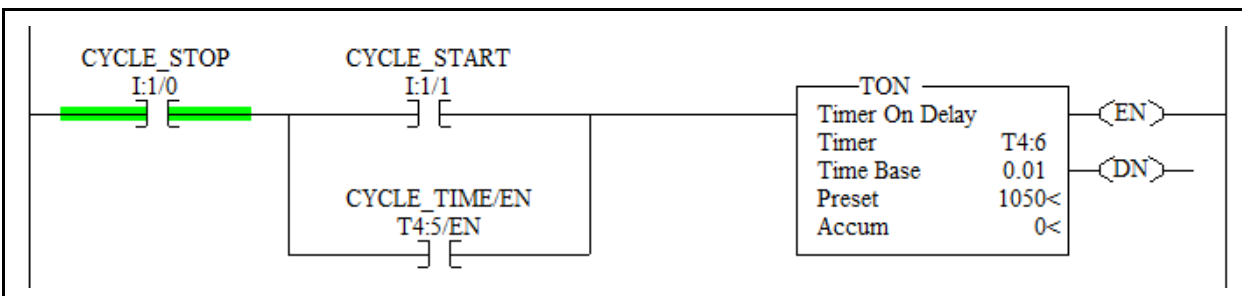 CYCLE_STOP
I:1/0
CYCLE_START
I:1/1
CYCLE_TIME/EN
T4:5/EN
TON
Timer On Delay
Timer T4:6
Time Base 0.01
Preset 1050<
Accum 0<
EN
DN